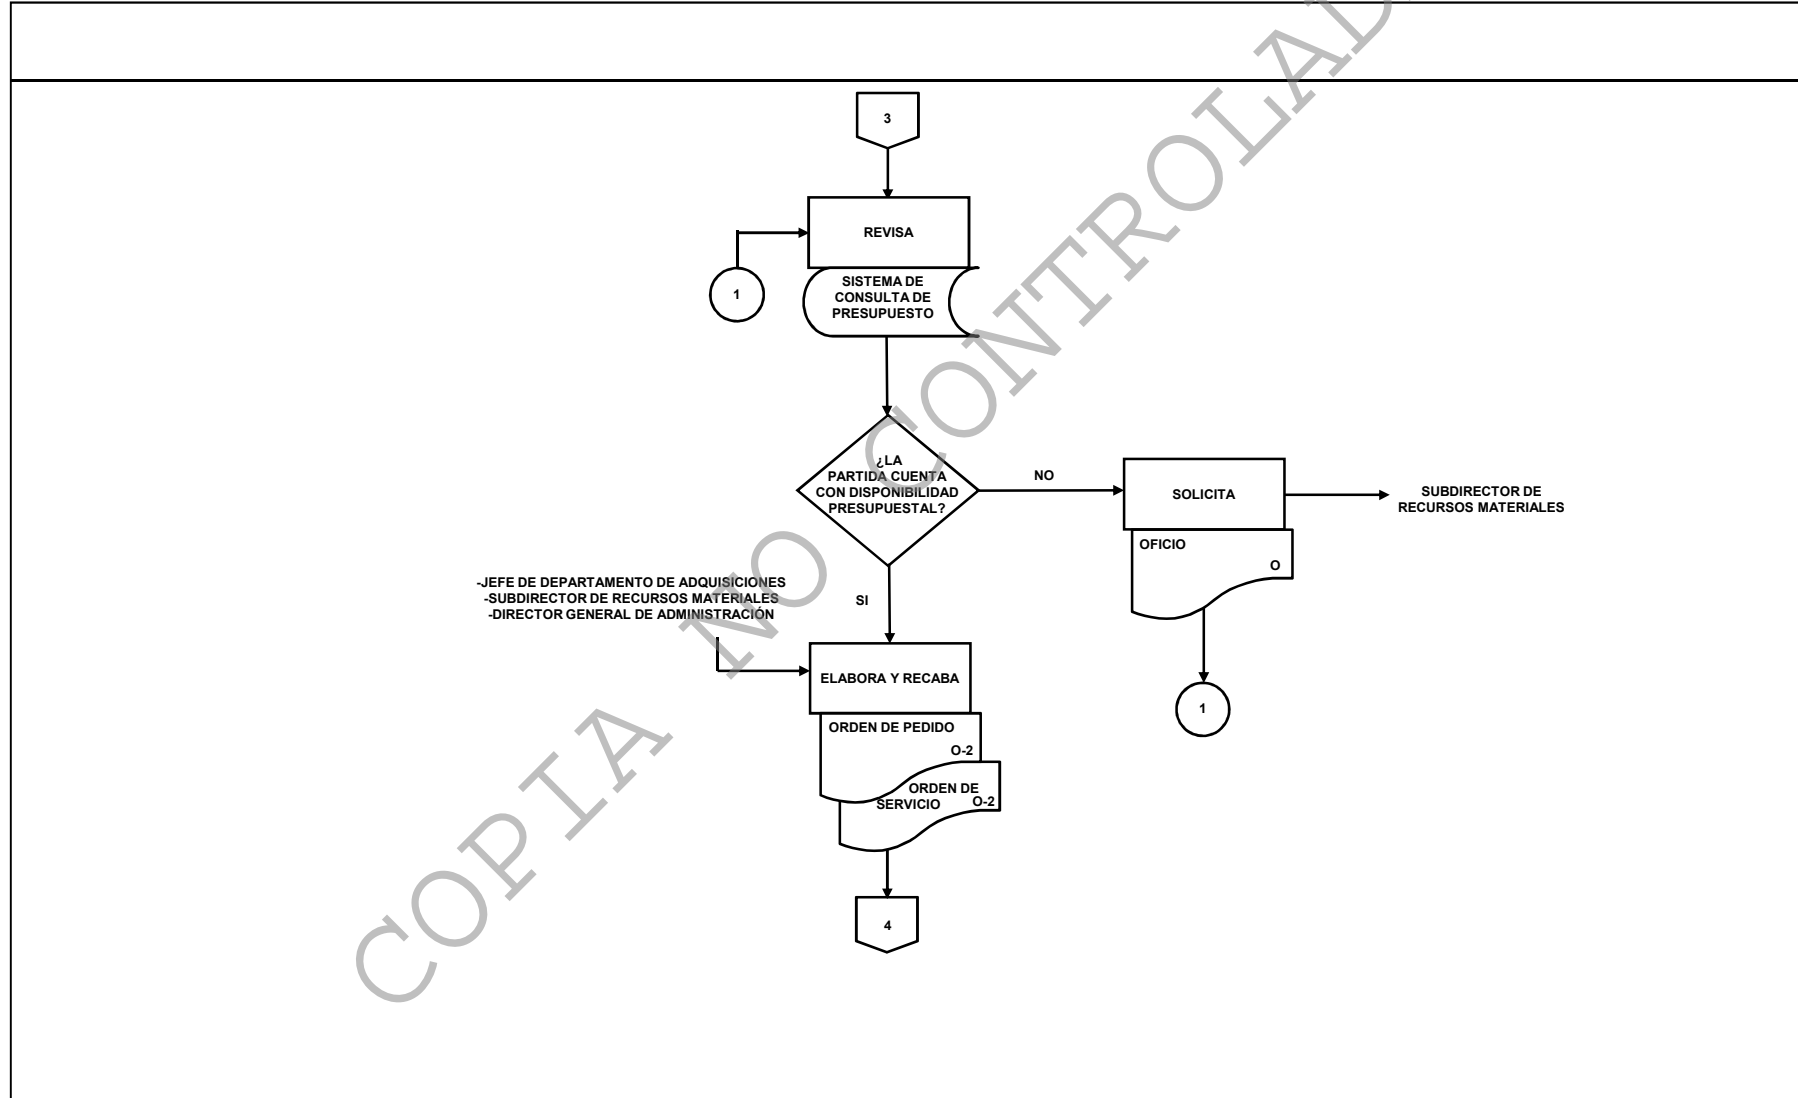 3
REVISA
1
SISTEMA DE
CONSULTA DE
PRESUPUESTO
¿LA
PARTIDA CUENTA
CON DISPONIBILIDAD
PRESUPUESTAL?
NO
SOLICITA
SUBDIRECTOR DE
RECURSOS MATERIALES
OFICIO
O
1
-JEFE DE DEPARTAMENTO DE ADQUISICIONES
-SUBDIRECTOR DE RECURSOS MATERIALES
-DIRECTOR GENERAL DE ADMINISTRACIÓN
SI
ELABORA Y RECABA
ORDEN DE PEDIDO
O-2
ORDEN DE
SERVICIO O-2
4
COPIA NO CONTROLAD